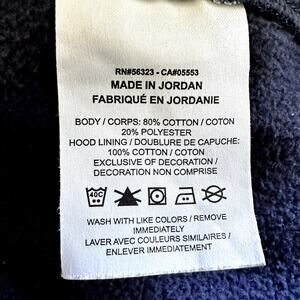 RN#56323 - CA#05553
MADE IN JORDAN
FABRIQUÉ EN JORDANIE
BODY / CORPS: 80% COTTON / COTON
20% POLYESTER
HOOD LINING / DOUBLURE DE CAPUCHE:
100% COTTON / COTON
EXCLUSIVE OF DECORATION /
DECORATION NON COMPRISE
40C
WASH WITH LIKE COLORS / REMOVE
IMMEDIATELY
LAVER AVEC COULEURS SIMILAIRES /
ENLEVER IMMEDIATEMENT